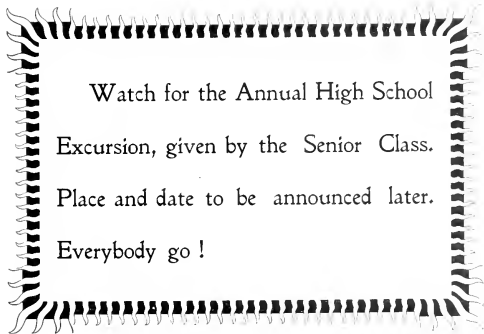 Watch for the Annual High School
Excursion, given by the Senior Class.
Place and date to be announced later.
Everybody go !